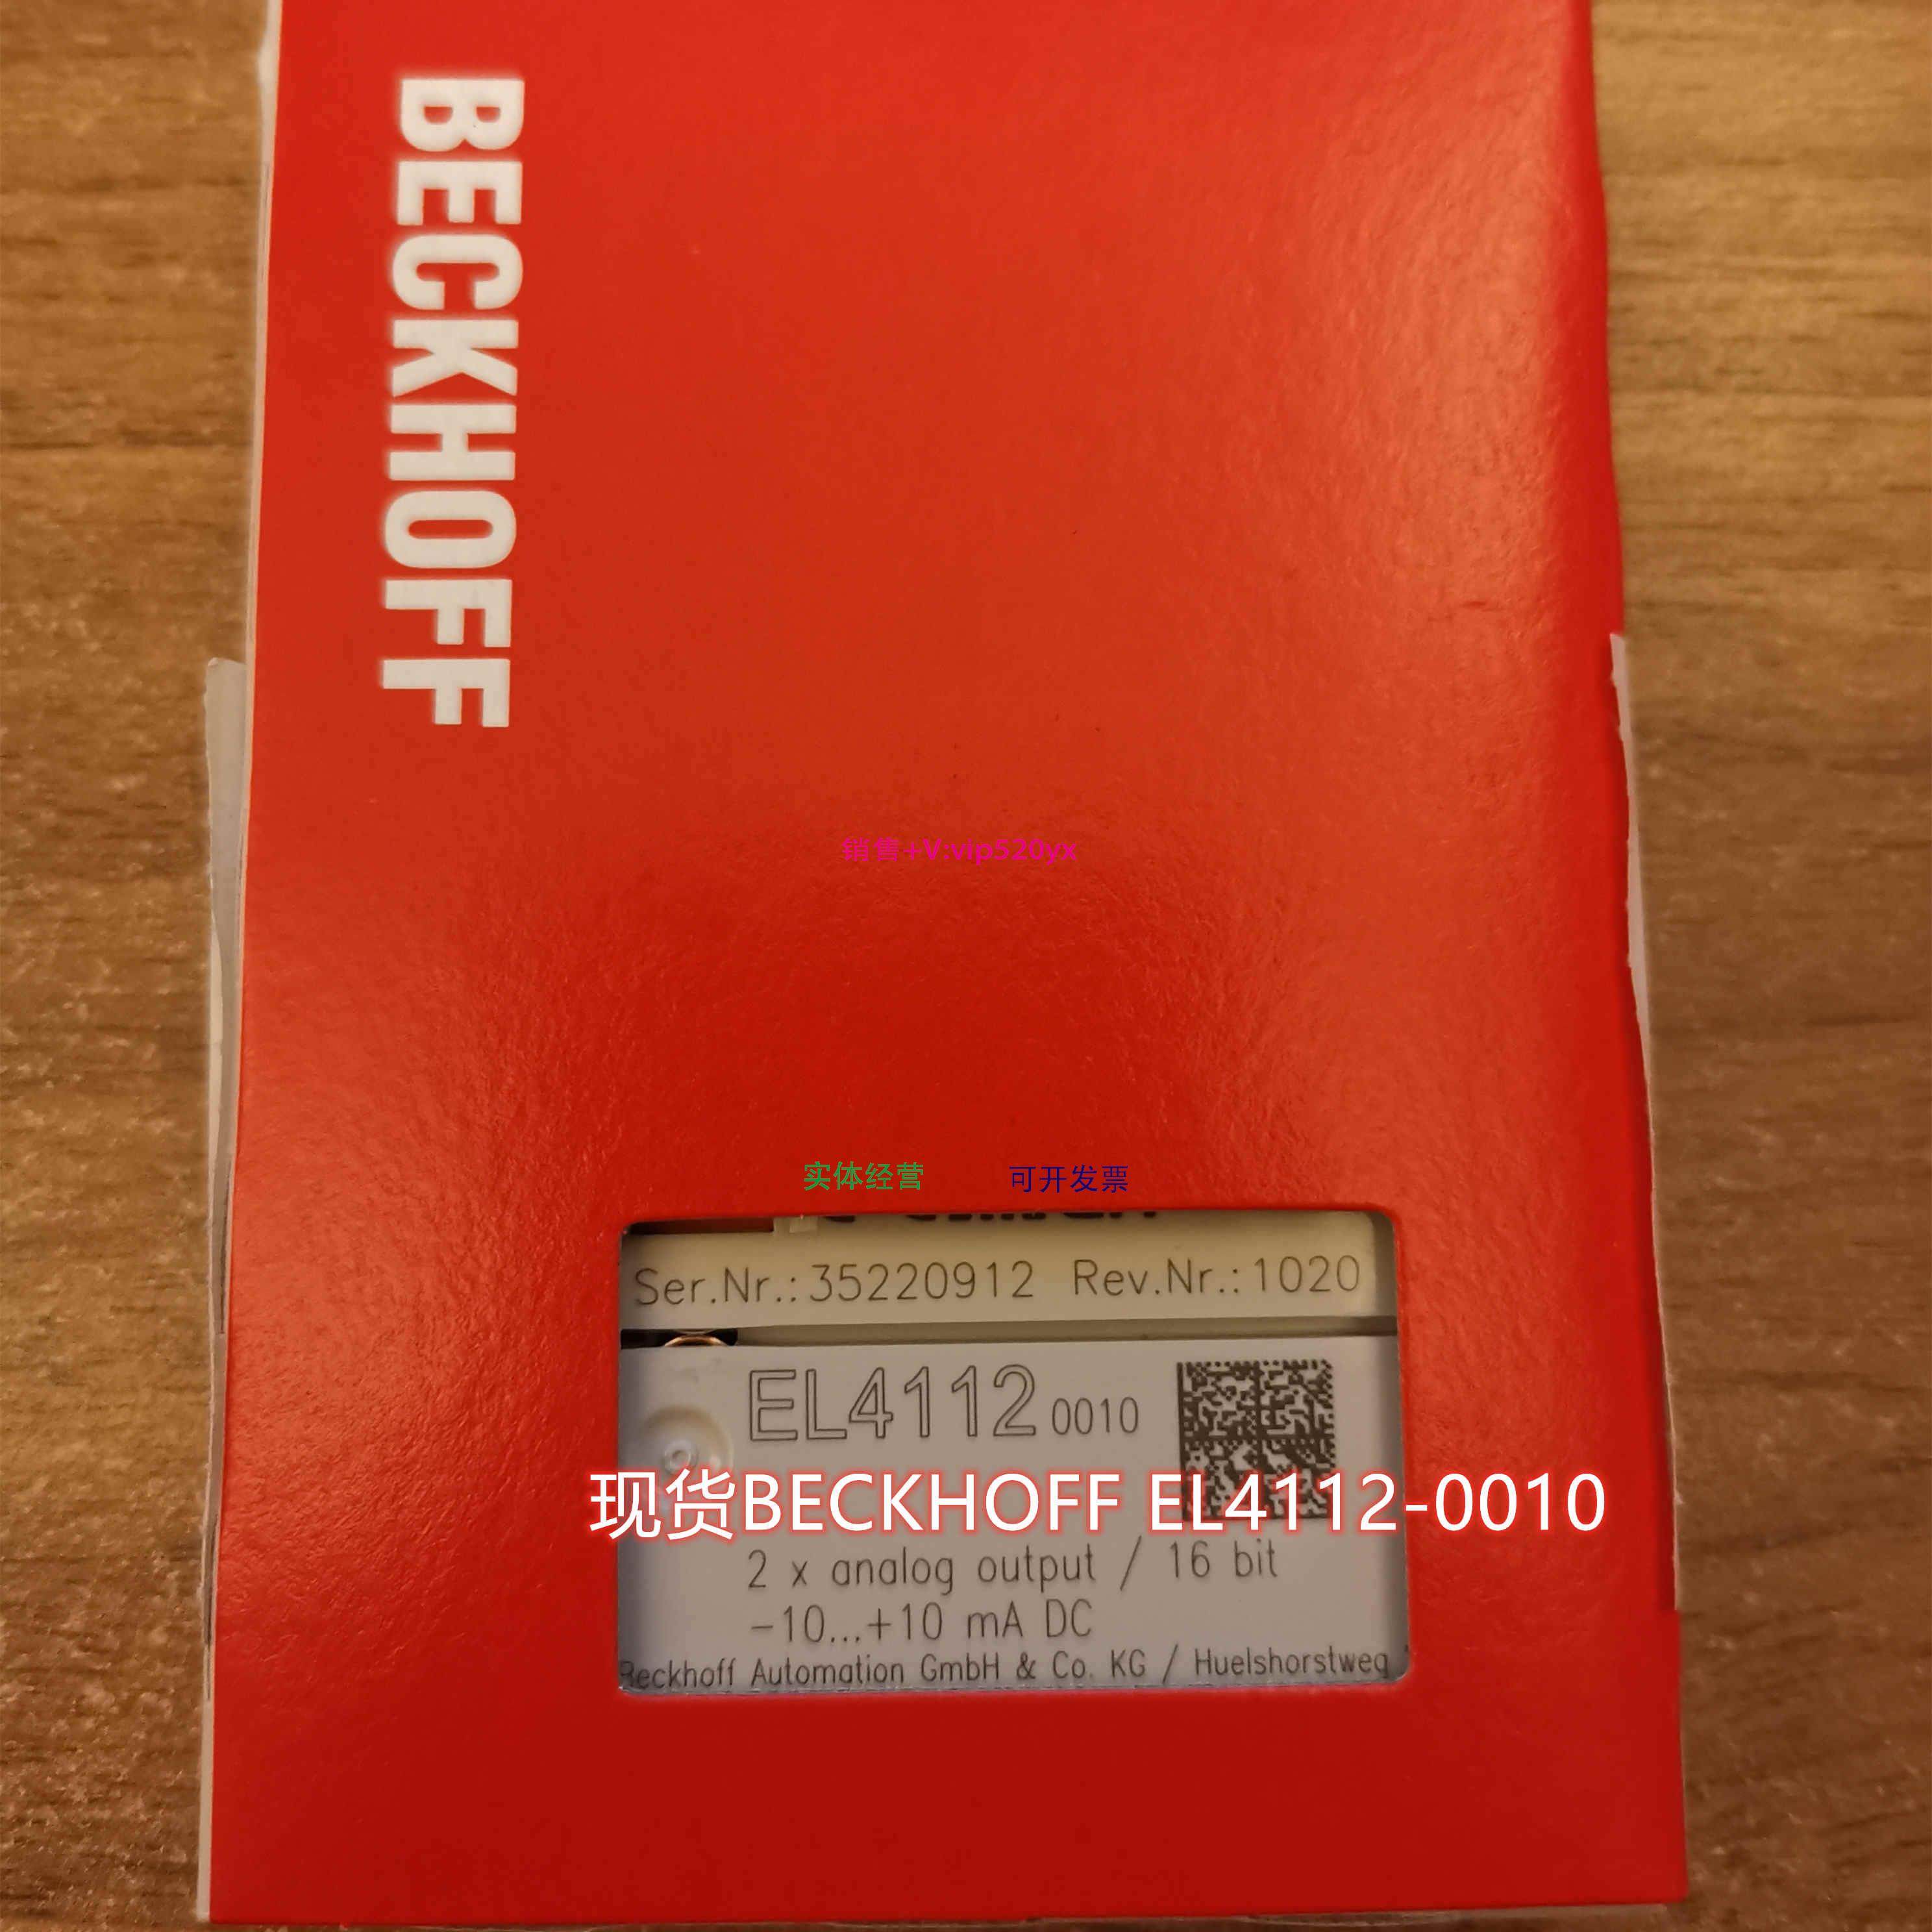 BECKHOFF
销售+V:vip520yx
实体经营 可开发票
Ser.Nr.:35220912 Rev.Nr.:1020
EL4112 0010
现货BECKHOFF EL4112-0010
2 x analog output / 16 bit
-10...+10 mA DC
Beckhoff Automation GmbH & Co. KG / Huelshorstweg